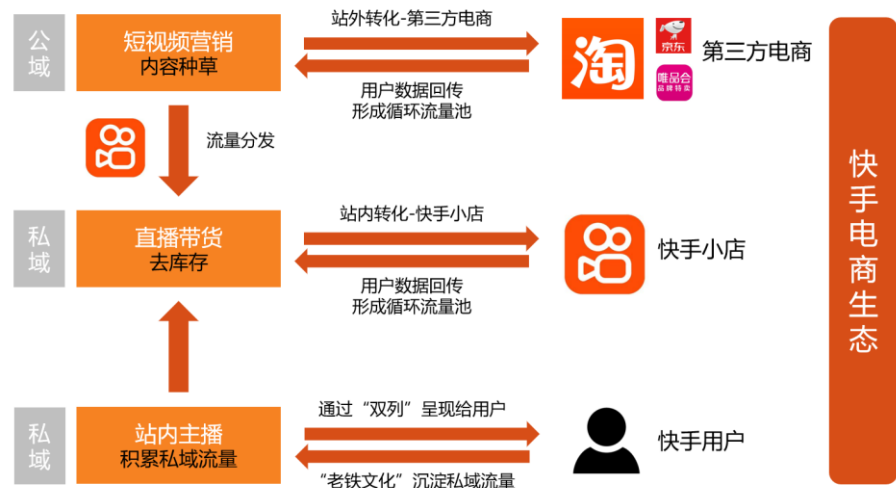 公域
短视频营销
内容种草
站外转化-第三方电商
用户数据回传
形成循环流量池
淘
京东
唯品会
品牌特卖
第三方电商
流量分发
私域
直播带货
去库存
站内转化-快手小店
用户数据回传
形成循环流量池
快手小店
私域
站内主播
积累私域流量
通过“双列”呈现给用户
“老铁文化”沉淀私域流量
快手用户
快手电商生态